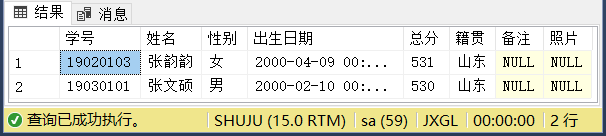 结果 消息
学号 姓名 性别 出生日期 总分 籍贯 备注 照片
1 19020103 张韵韵 女 2000-04-09 00:... 531 山东 NULL NULL
2 19030101 张文硕 男 2000-02-10 00:... 530 山东 NULL NULL
查询已成功执行。 SHUJU (15.0 RTM) sa (59) JXGL 00:00:00 2 行